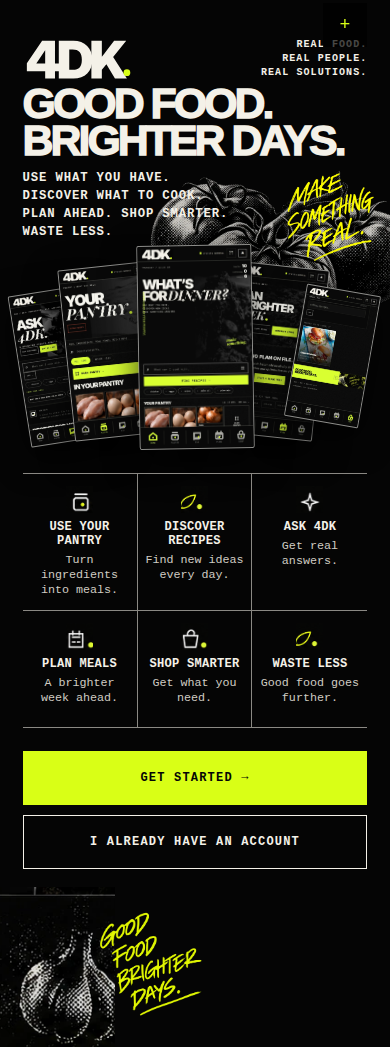 +
4DK.
REAL FOOD.
REAL PEOPLE.
REAL SOLUTIONS.
GOOD FOOD.
BRIGHTER DAYS.
USE WHAT YOU HAVE.
DISCOVER WHAT TO COOK.
PLAN AHEAD. SHOP SMARTER.
WASTE LESS.
MAKE
SOMETHING
REAL.
4DK.
ASK
4DK.
4DK.
YOUR
PANTRY.
IN YOUR PANTRY
4DK.
WHAT'S
FOR DINNER?
4DK.
USE YOUR
PANTRY
Turn
ingredients
into meals.
DISCOVER
RECIPES
Find new ideas
every day.
ASK 4DK
Get real
answers.
PLAN MEALS
A brighter
week ahead.
SHOP SMARTER
Get what you
need.
WASTE LESS
Good food goes
further.
GET STARTED →
I ALREADY HAVE AN ACCOUNT
GOOD
FOOD
BRIGHTER
DAYS.